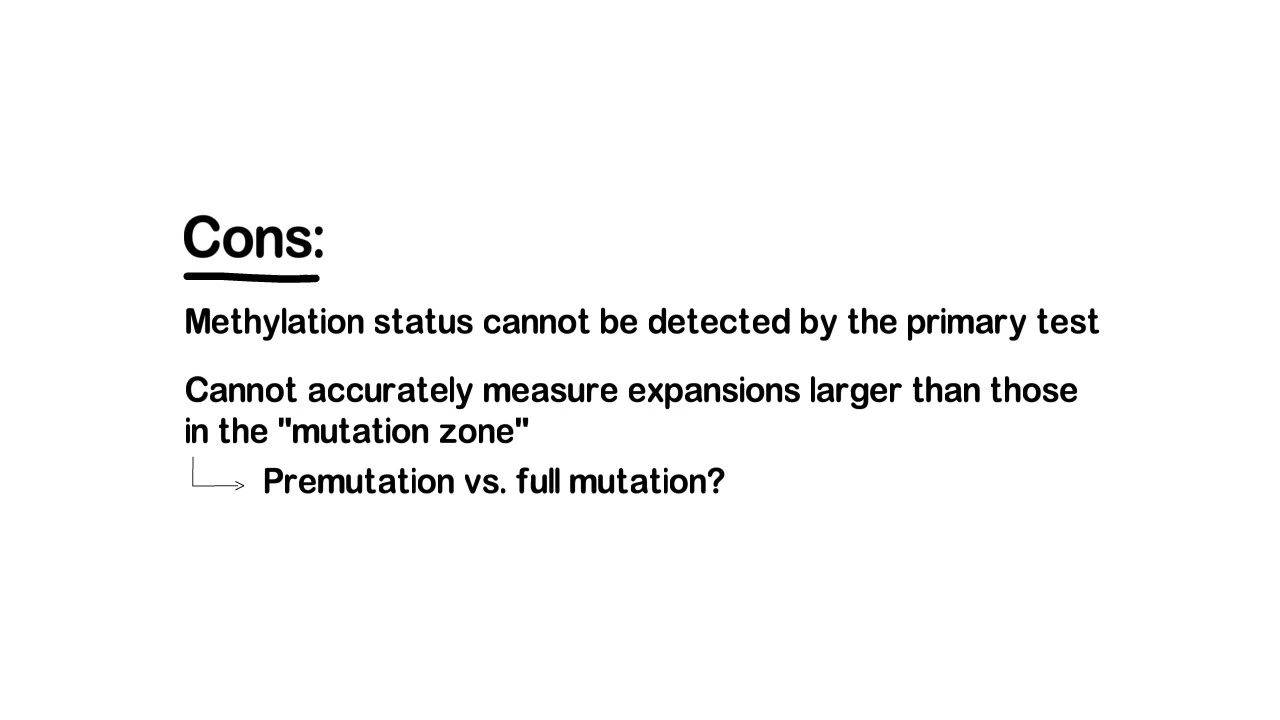 Cons:
Methylation status cannot be detected by the primary test
Cannot accurately measure expansions larger than those
in the "mutation zone"
Premutation vs. full mutation?